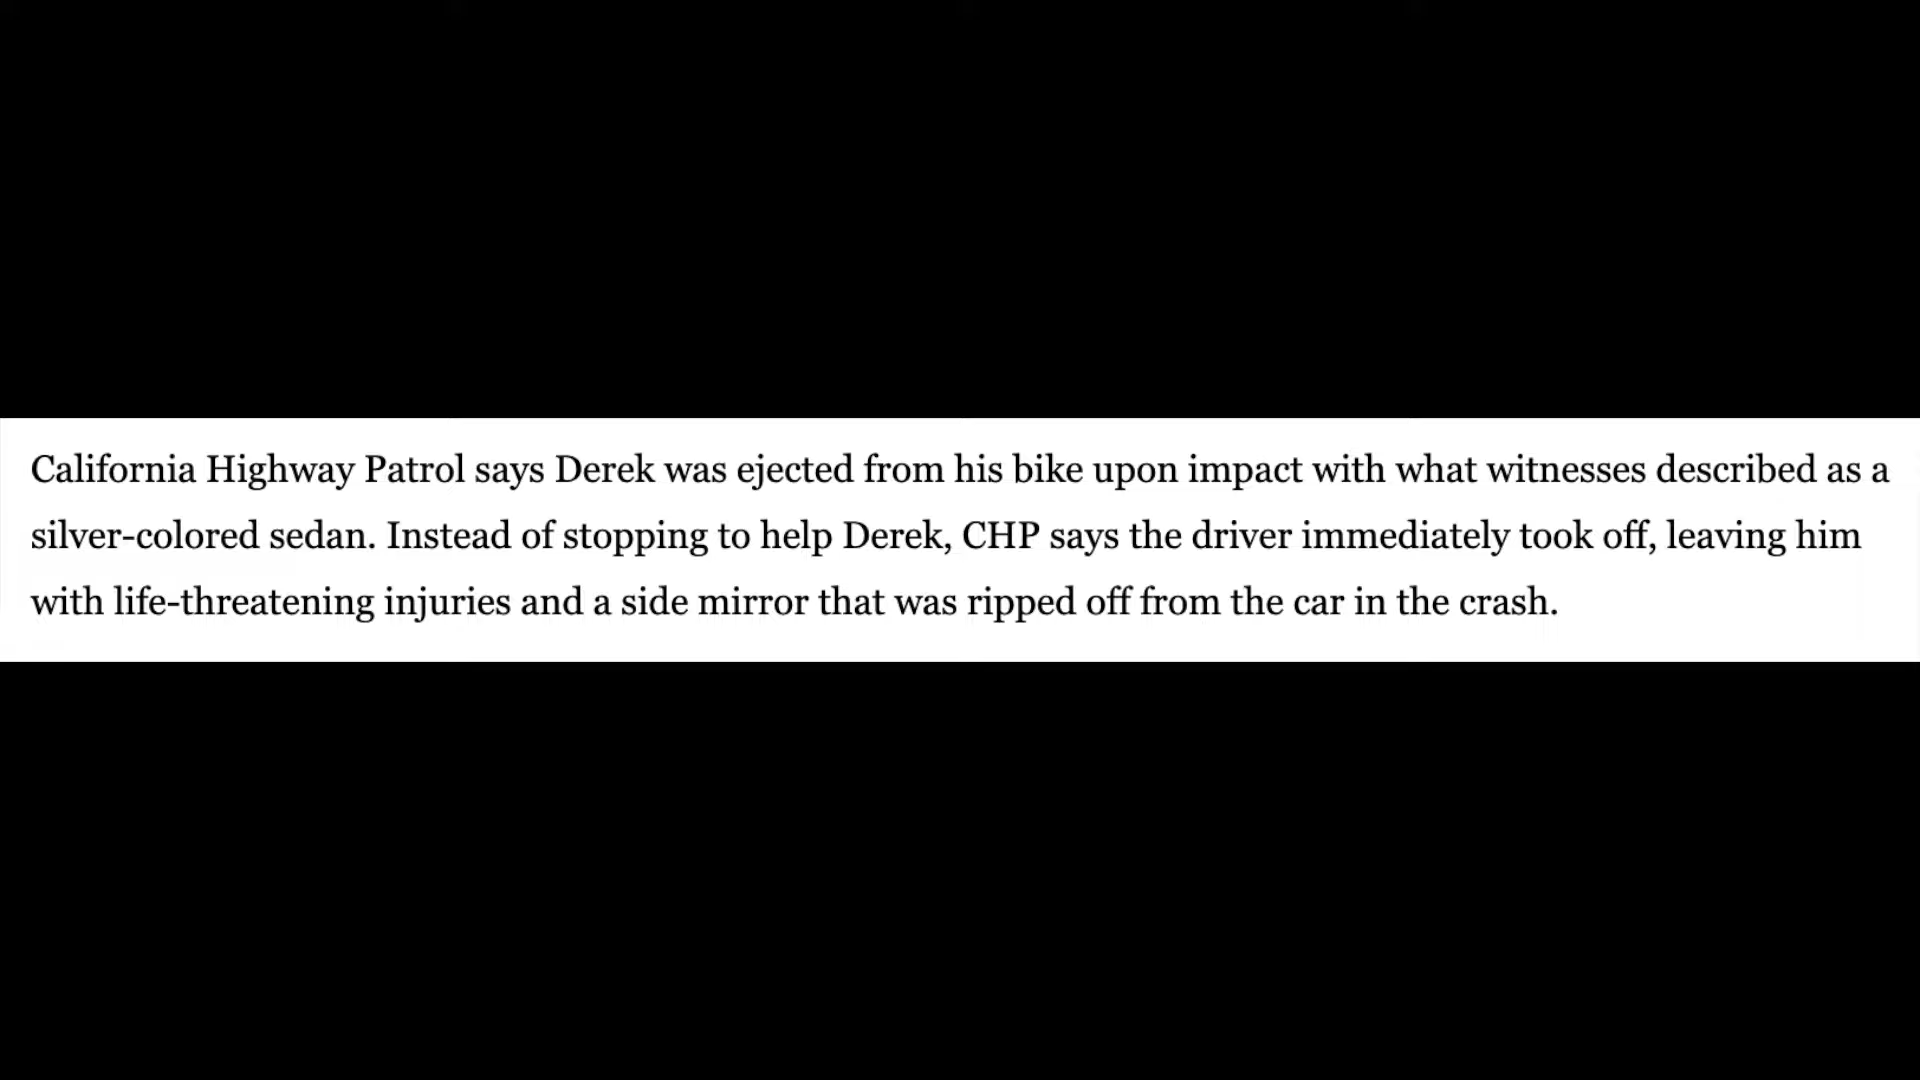 California Highway Patrol says Derek was ejected from his bike upon impact with what witnesses described as a
silver-colored sedan. Instead of stopping to help Derek, CHP says the driver immediately took off, leaving him
with life-threatening injuries and a side mirror that was ripped off from the car in the crash.